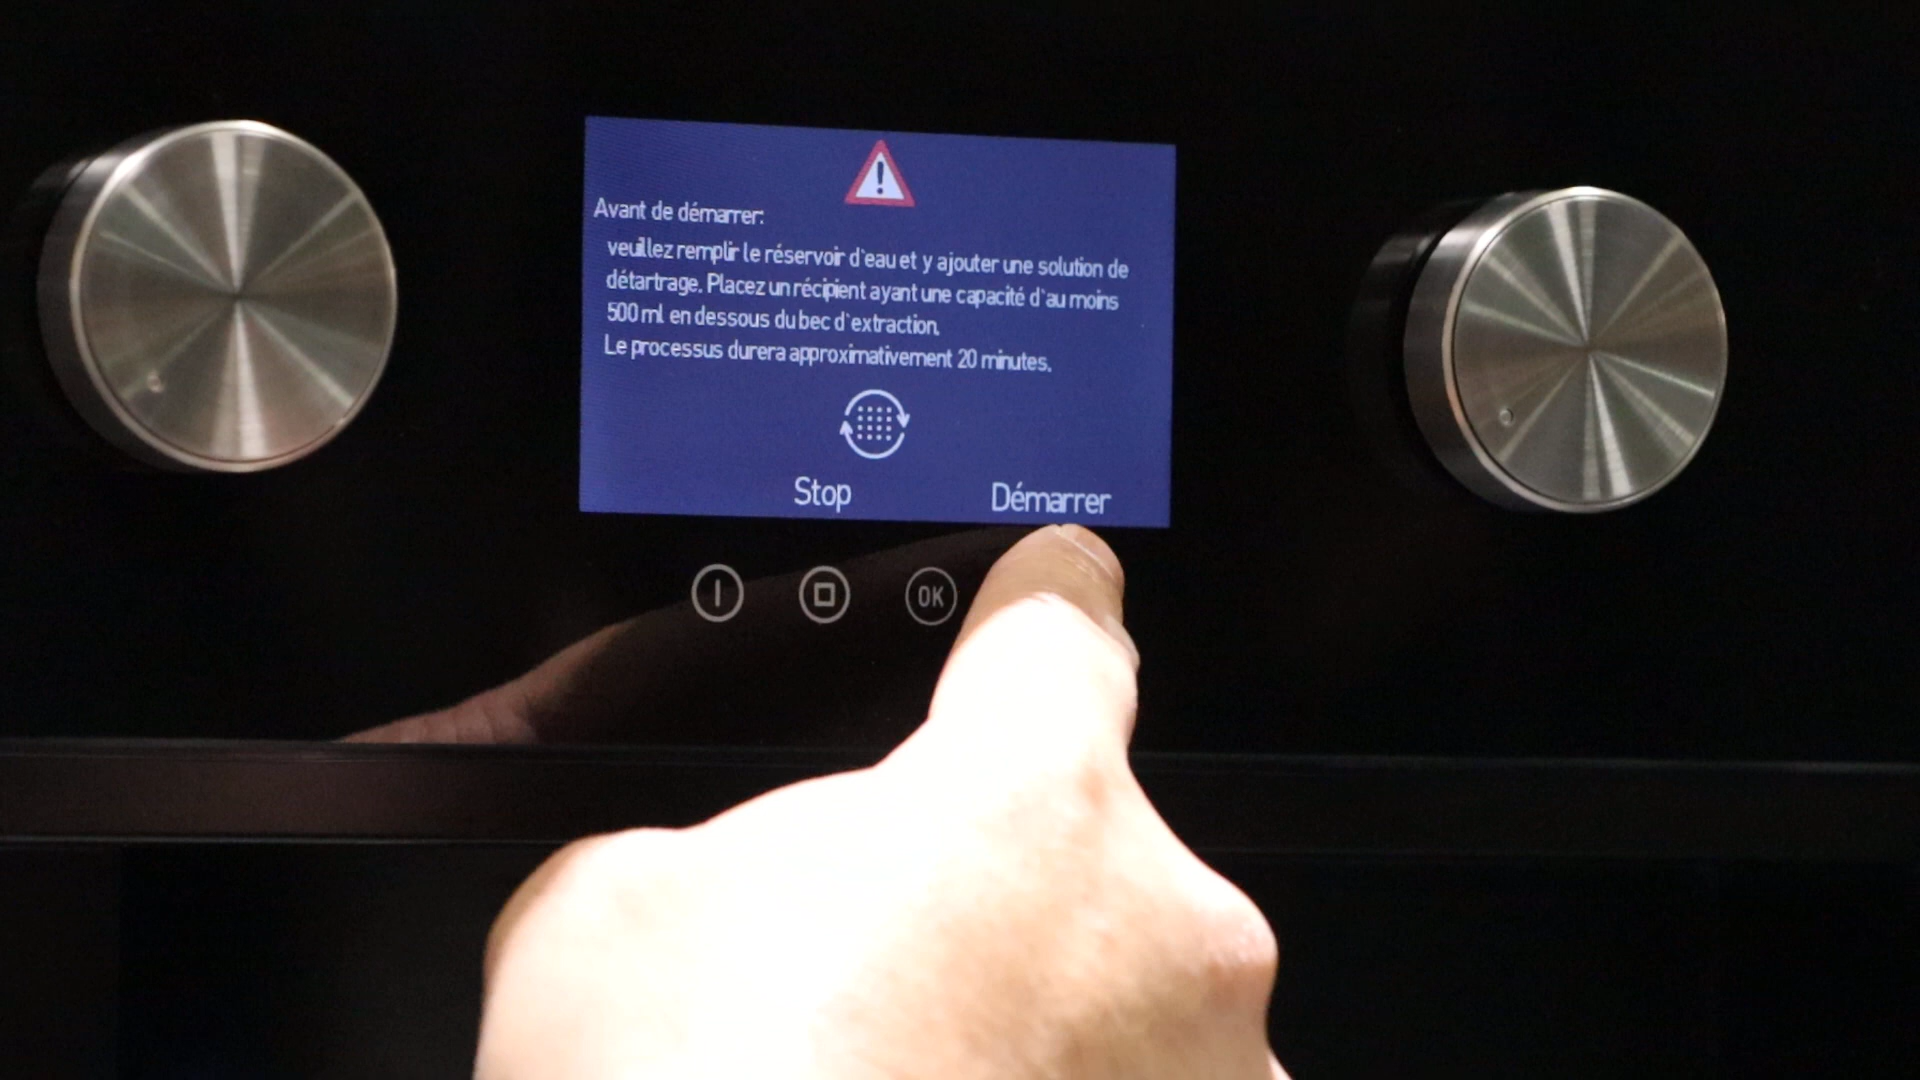 Avant de démarrer:
veuillez remplir le réservoir d'eau et y ajouter une solution de
détartrage. Placez un récipient ayant une capacité d'au moins
500 ml en dessous du bec d'extraction.
Le processus durera approximativement 20 minutes.
Stop Démarrer
OK